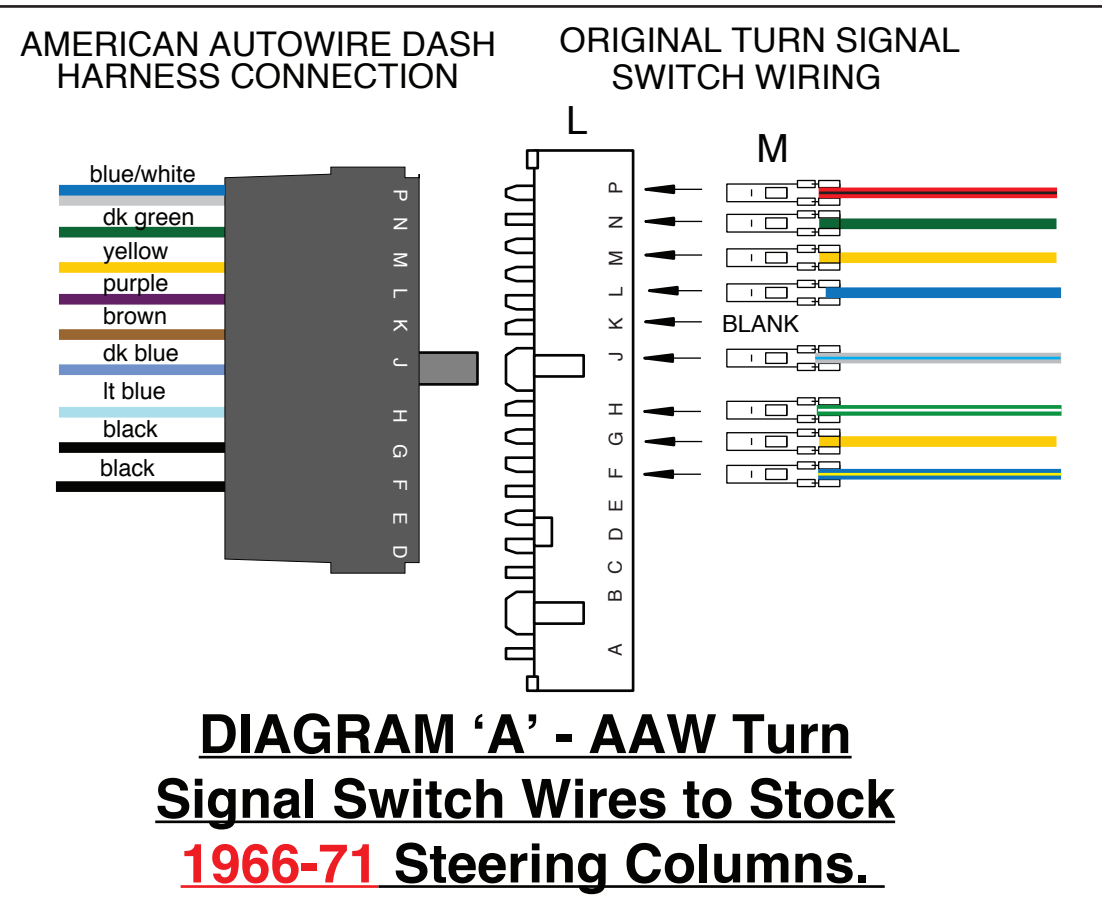 AMERICAN AUTOWIRE DASH
HARNESS CONNECTION
ORIGINAL TURN SIGNAL
SWITCH WIRING
L
M
blue/white
dk green
yellow
purple
brown
dk blue
lt blue
black
black
P
N
M
L
K
J
H
G
F
E
D
P
N
M
L
K
J
H
G
F
E
D
C
B
A
BLANK
DIAGRAM ‘A’ - AAW Turn
Signal Switch Wires to Stock
1966-71 Steering Columns.